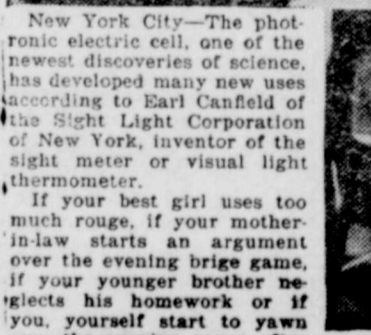 New York City—The phot-
ronic electric cell, one of the
newest discoveries of science,
has developed many new uses
according to Earl Canfield of
the Sight Light Corporation
of New York, inventor of the
sight meter or visual light
thermometer.
If your best girl uses too
much rouge, if your mother-
in-law starts an argument
over the evening brige game,
if your younger brother ne-
glects his homework or if
you, yourself start to yawn